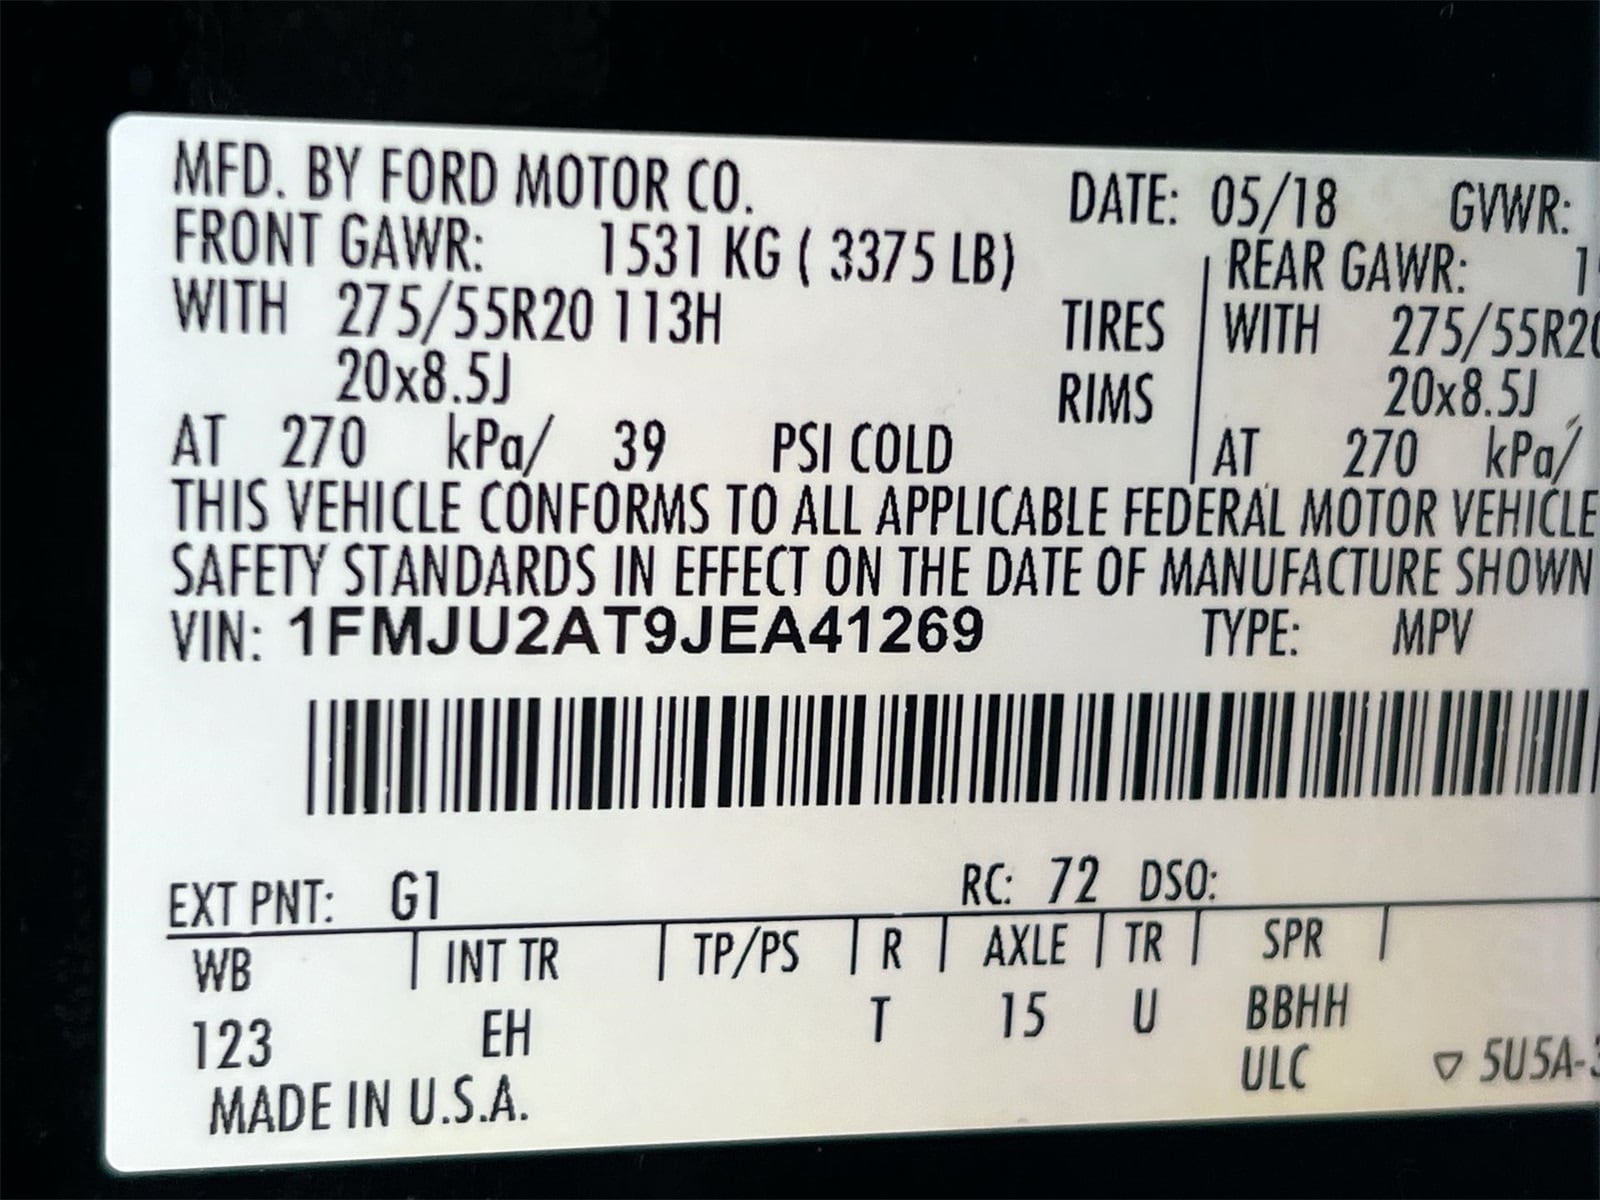 MFD. BY FORD MOTOR CO. DATE: 05/18 GVWR:
FRONT GAWR: 1531 KG ( 3375 LB) REAR GAWR:
WITH 275/55R20 113H TIRES WITH 275/55R20
20x8.5J RIMS 20x8.5J
AT 270 kPa/ 39 PSI COLD AT 270 kPa/
THIS VEHICLE CONFORMS TO ALL APPLICABLE FEDERAL MOTOR VEHICLE
SAFETY STANDARDS IN EFFECT ON THE DATE OF MANUFACTURE SHOWN
VIN: 1FMJU2AT9JEA41269 TYPE: MPV
EXT PNT: G1 RC: 72 DSO:
WB INT TR TP/PS R AXLE TR SPR
123 EH T 15 U BBHH
ULC ▽ 5U5A-
MADE IN U.S.A.